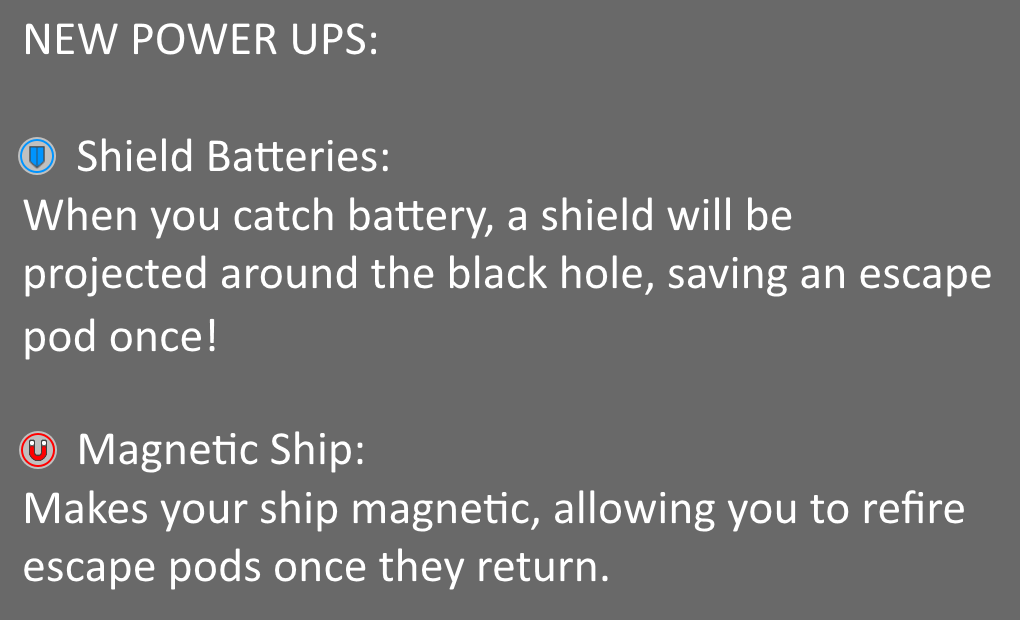 NEW POWER UPS:
Shield Batteries:
When you catch battery, a shield will be
projected around the black hole, saving an escape
pod once!
Magnetic Ship:
Makes your ship magnetic, allowing you to refire
escape pods once they return.